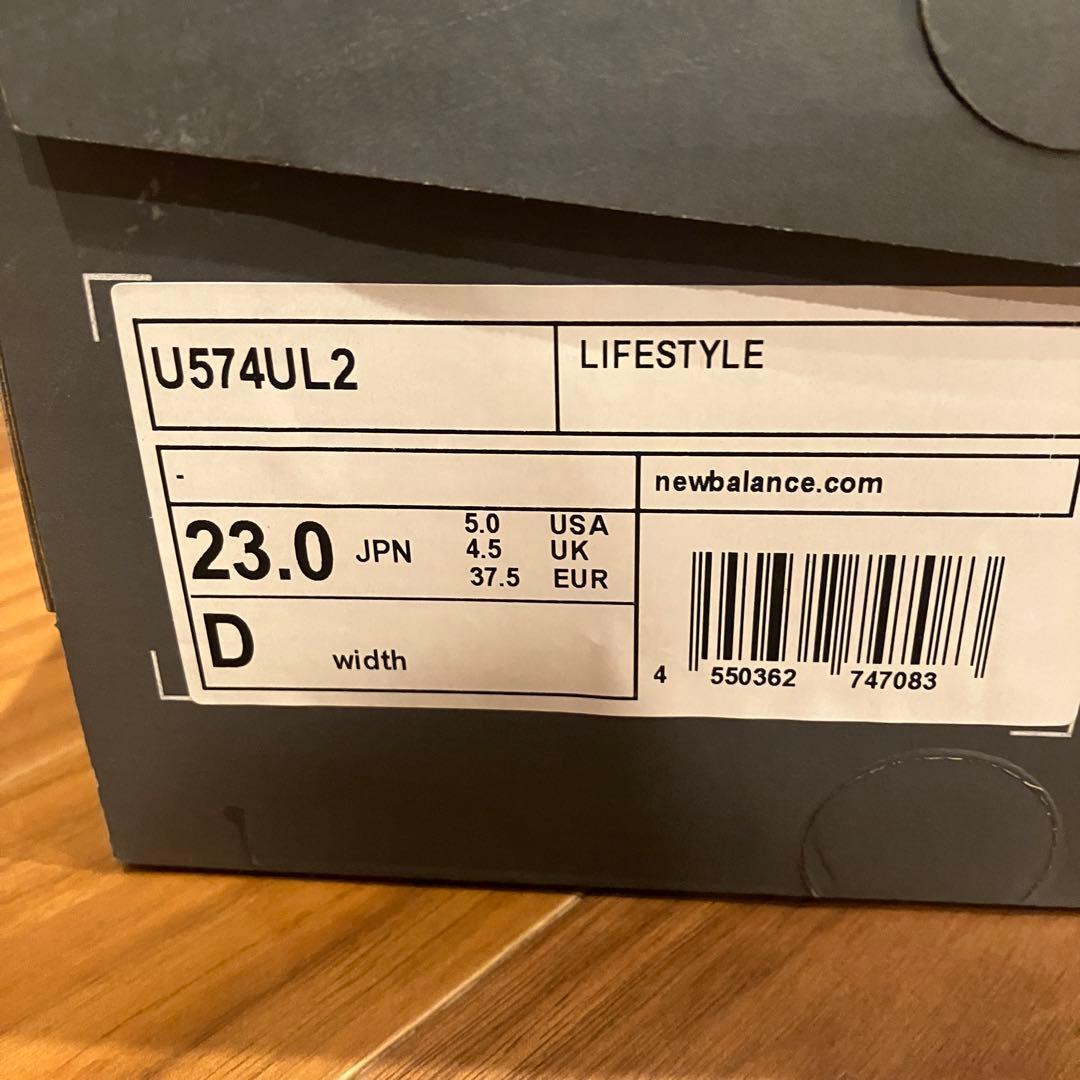 U574UL2
LIFESTYLE
-
newbalance.com
23.0 JPN
5.0 USA
4.5 UK
37.5 EUR
D width
4 550362 747083